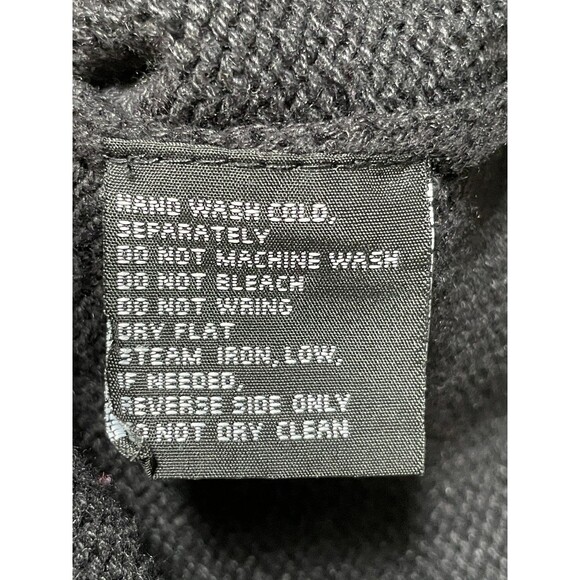 HAND WASH COLD,
SEPARATELY
DO NOT MACHINE WASH
DO NOT BLEACH
DO NOT WRING
DRY FLAT
STEAM IRON, LOW,
IF NEEDED,
REVERSE SIDE ONLY
DO NOT DRY CLEAN